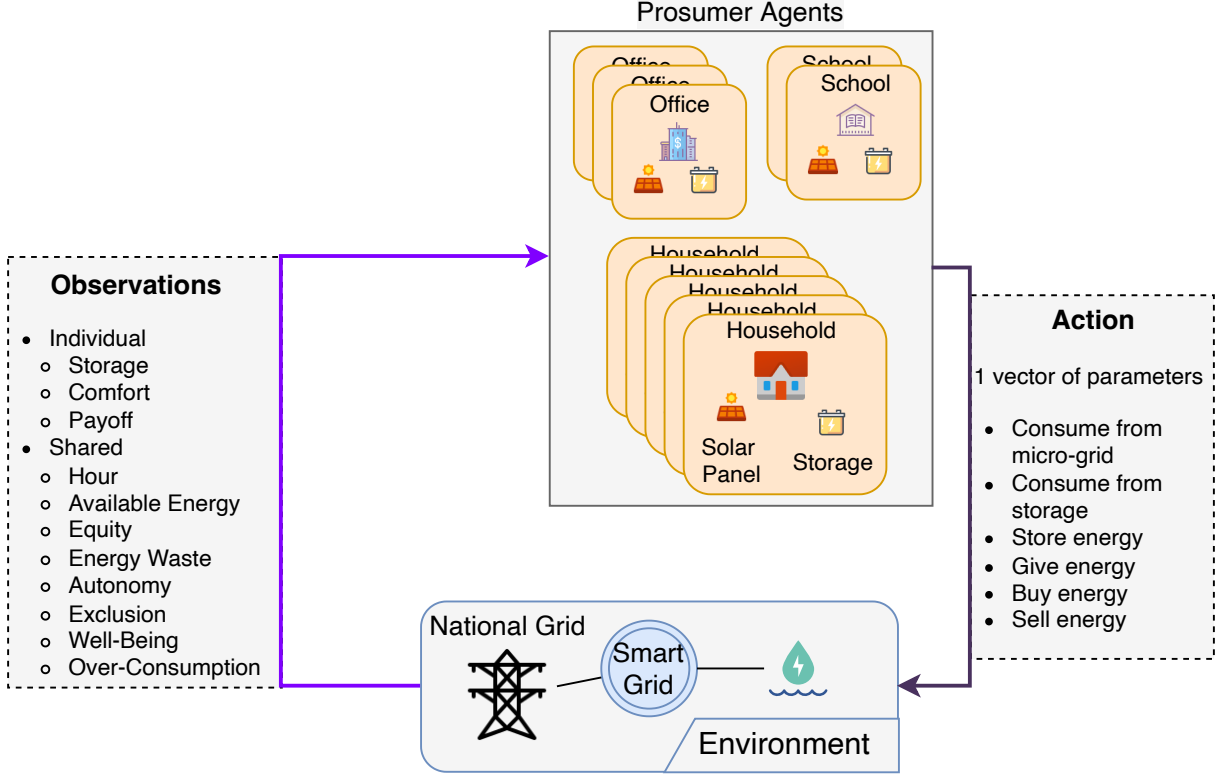 Prosumer Agents
Office
Office
Office
$
School
School
Household
Household
Household
Household
Household
Solar
Panel
Storage
Observations
• Individual
Storage
Comfort
Payoff
• Shared
Hour
Available Energy
Equity
Energy Waste
Autonomy
Exclusion
Well-Being
Over-Consumption
Action
1 vector of parameters
• Consume from
micro-grid
• Consume from
storage
• Store energy
• Give energy
• Buy energy
• Sell energy
National Grid
Smart
Grid
Environment